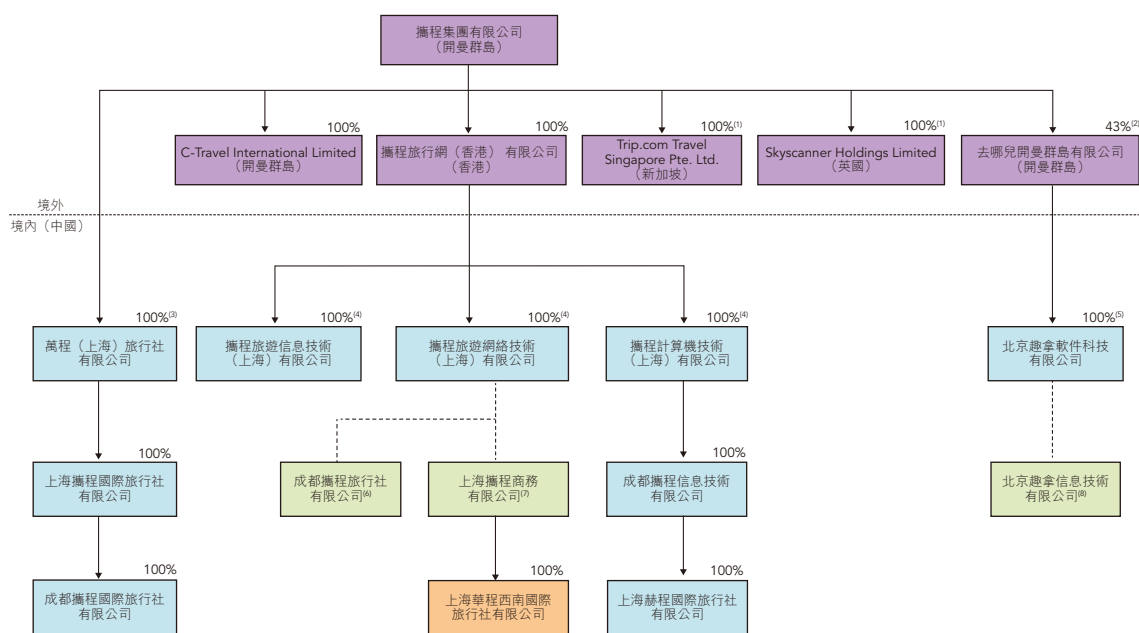 攜程集團有限公司
（開曼群島）
100%
100%
100%(1)
100%(1)
43%(2)
C-Travel International Limited
（開曼群島）
攜程旅行網（香港） 有限公司
（香港）
Trip.com Travel
Singapore Pte. Ltd.
（新加坡）
Skyscanner Holdings Limited
（英國）
去哪兒開曼群島有限公司
（開曼群島）
境外
境內（中國）
100%(3)
100%(4)
100%(4)
100%(4)
100%(5)
萬程（上海）旅行社
有限公司
攜程旅遊信息技術
（上海）有限公司
攜程旅遊網絡技術
（上海）有限公司
攜程計算機技術
（上海）有限公司
北京趣拿軟件科技
有限公司
100%
100%
上海攜程國際旅行社
有限公司
成都攜程旅行社
有限公司(6)
上海攜程商務
有限公司(7)
成都攜程信息技術
有限公司
北京趣拿信息技術
有限公司(8)
100%
100%
100%
成都攜程國際旅行社
有限公司
上海華程西南國際
旅行社有限公司
上海赫程國際旅行社
有限公司